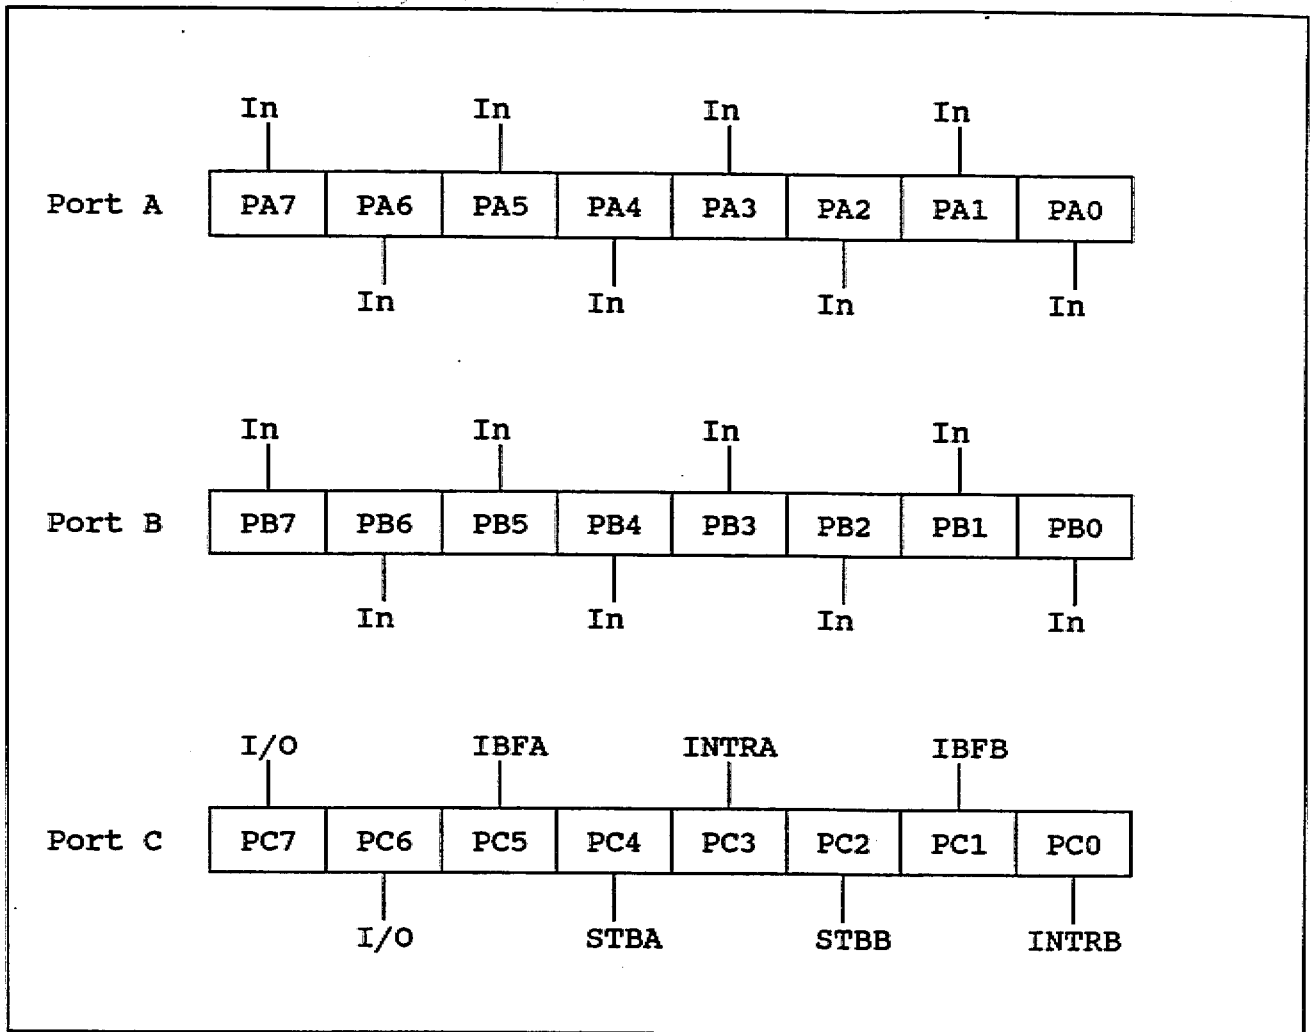 In In In In
Port A PA7 PA6 PA5 PA4 PA3 PA2 PA1 PA0
In In In In
In In In In
Port B PB7 PB6 PB5 PB4 PB3 PB2 PB1 PB0
In In In In
I/O IBFA INTRA IBFB
Port C PC7 PC6 PC5 PC4 PC3 PC2 PC1 PC0
I/O STBA STBB INTRB